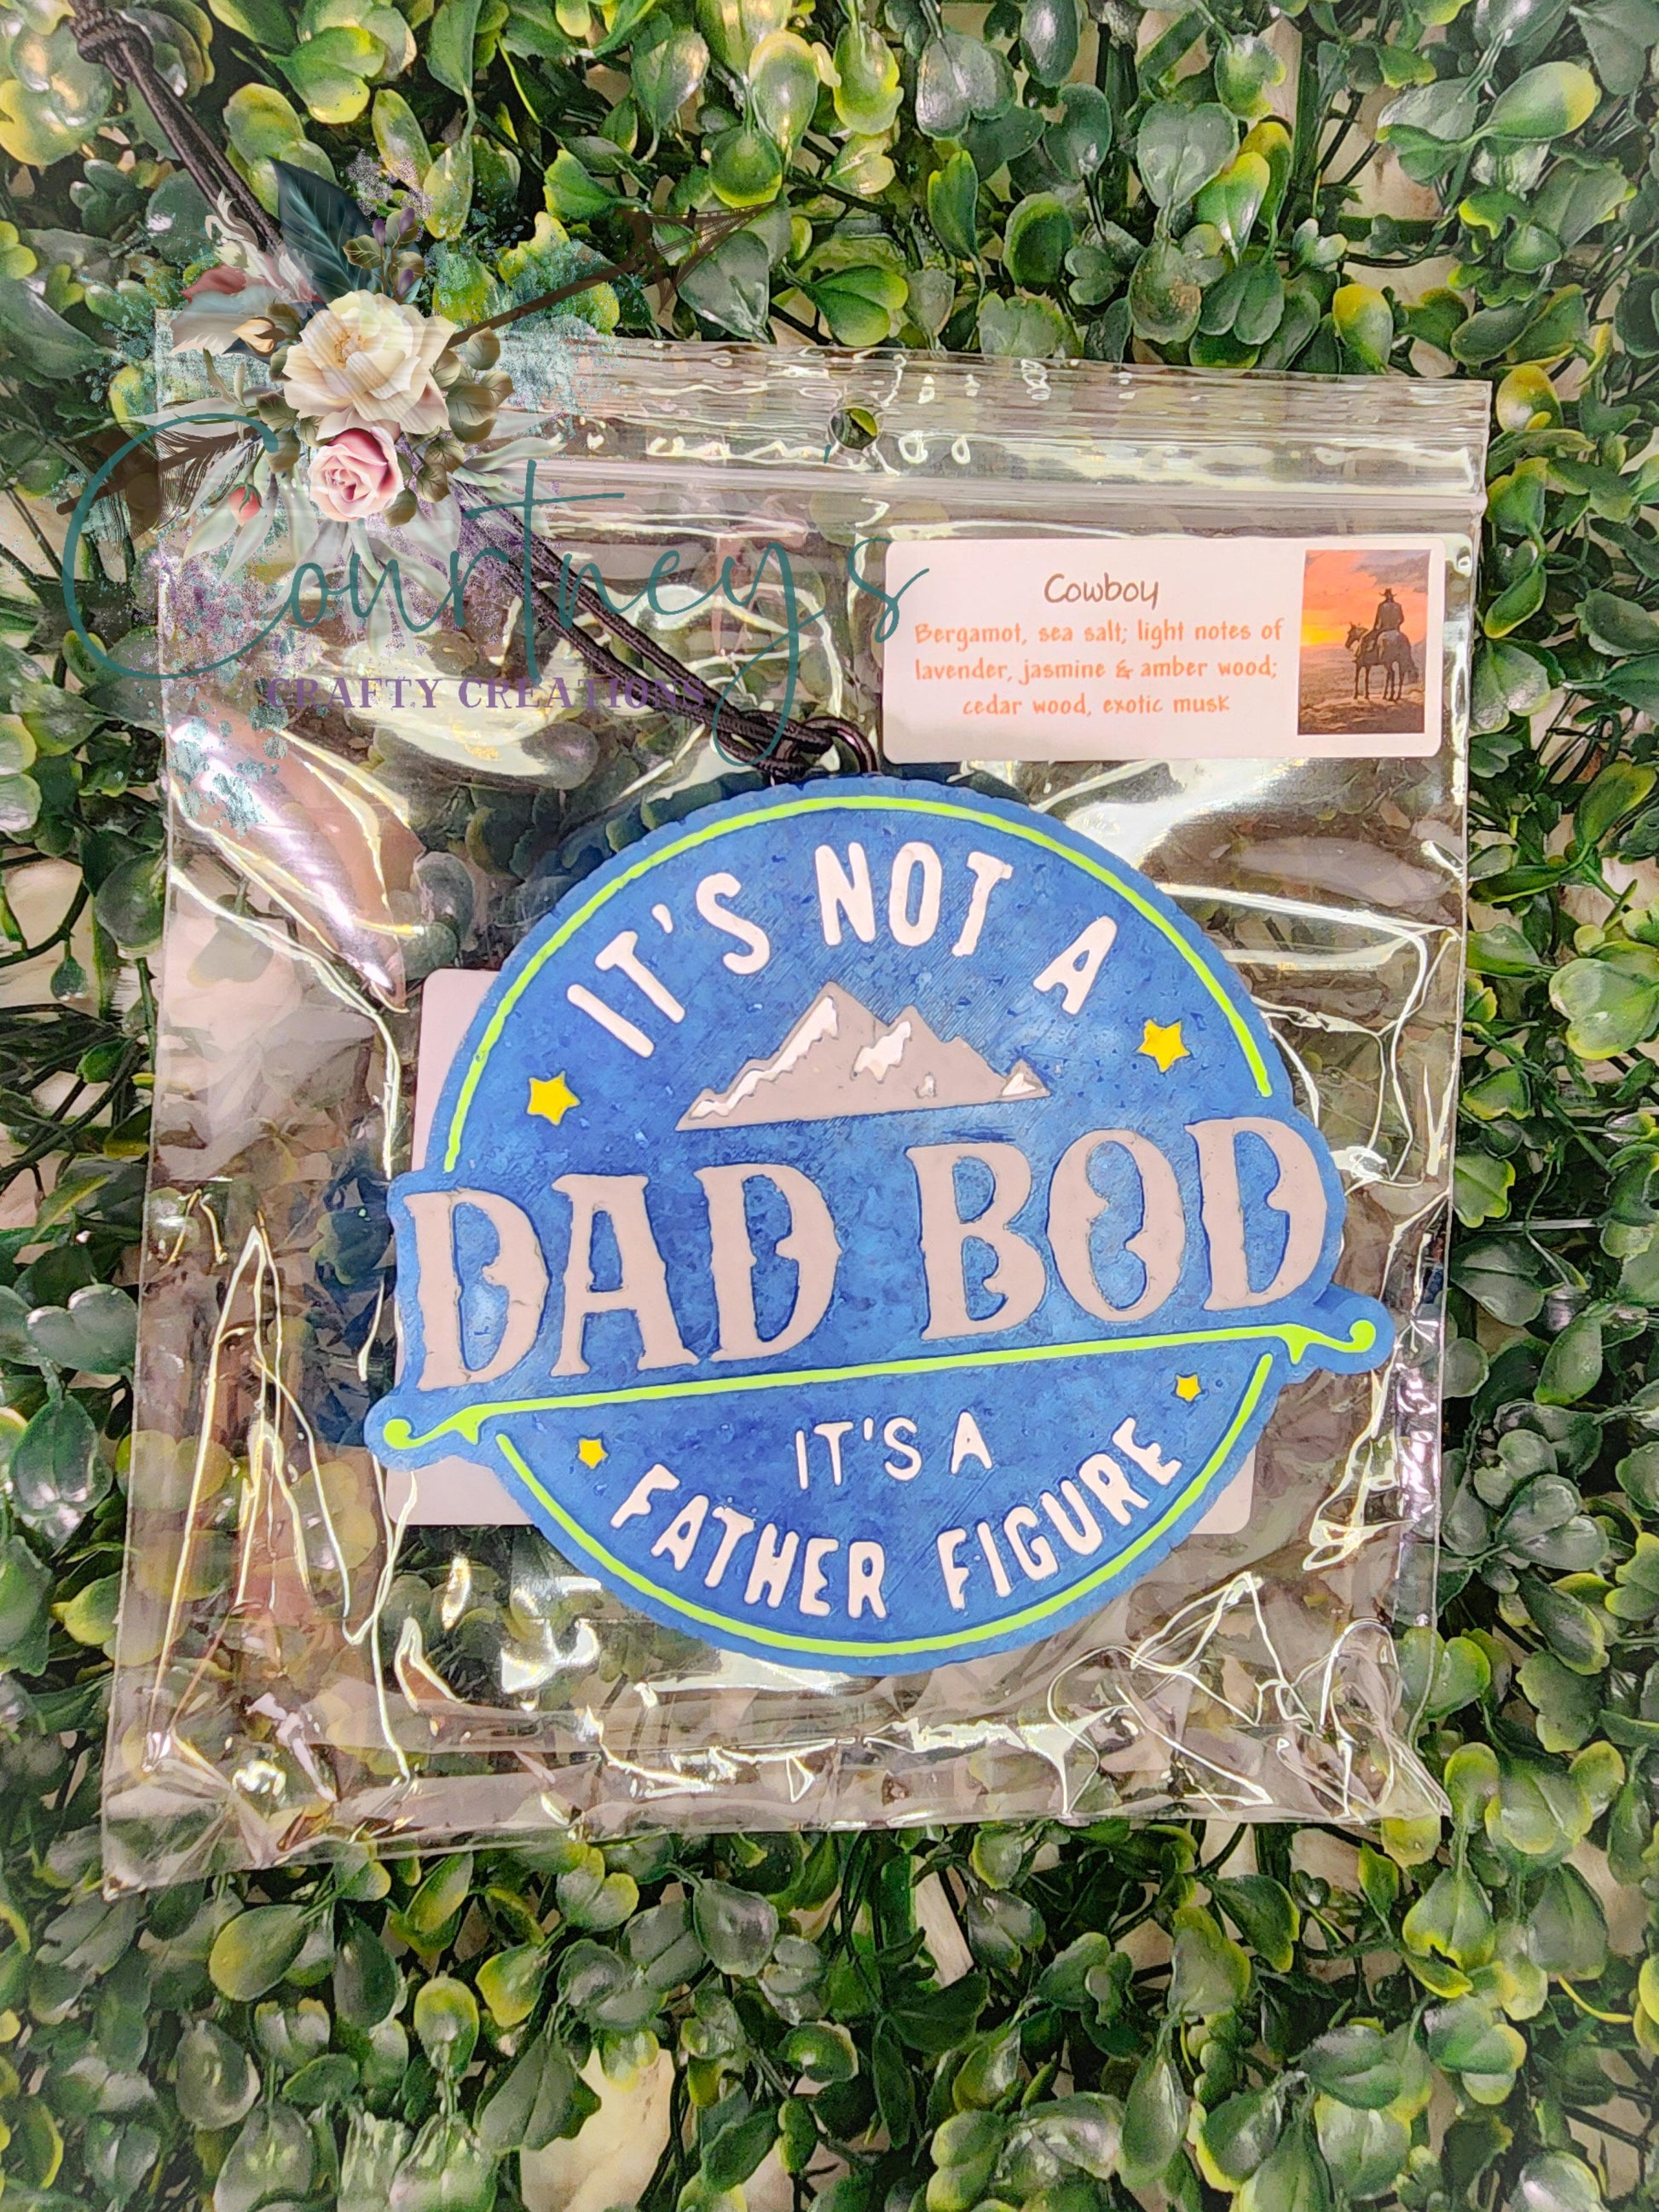 Courtney's
CRAFTY CREATIONS
Cowboy
Bergamot, sea salt; light notes of
lavender, jasmine & amber wood;
cedar wood, exotic musk
IT'S NOT A
DAD BOD
IT'S A
FATHER FIGURE